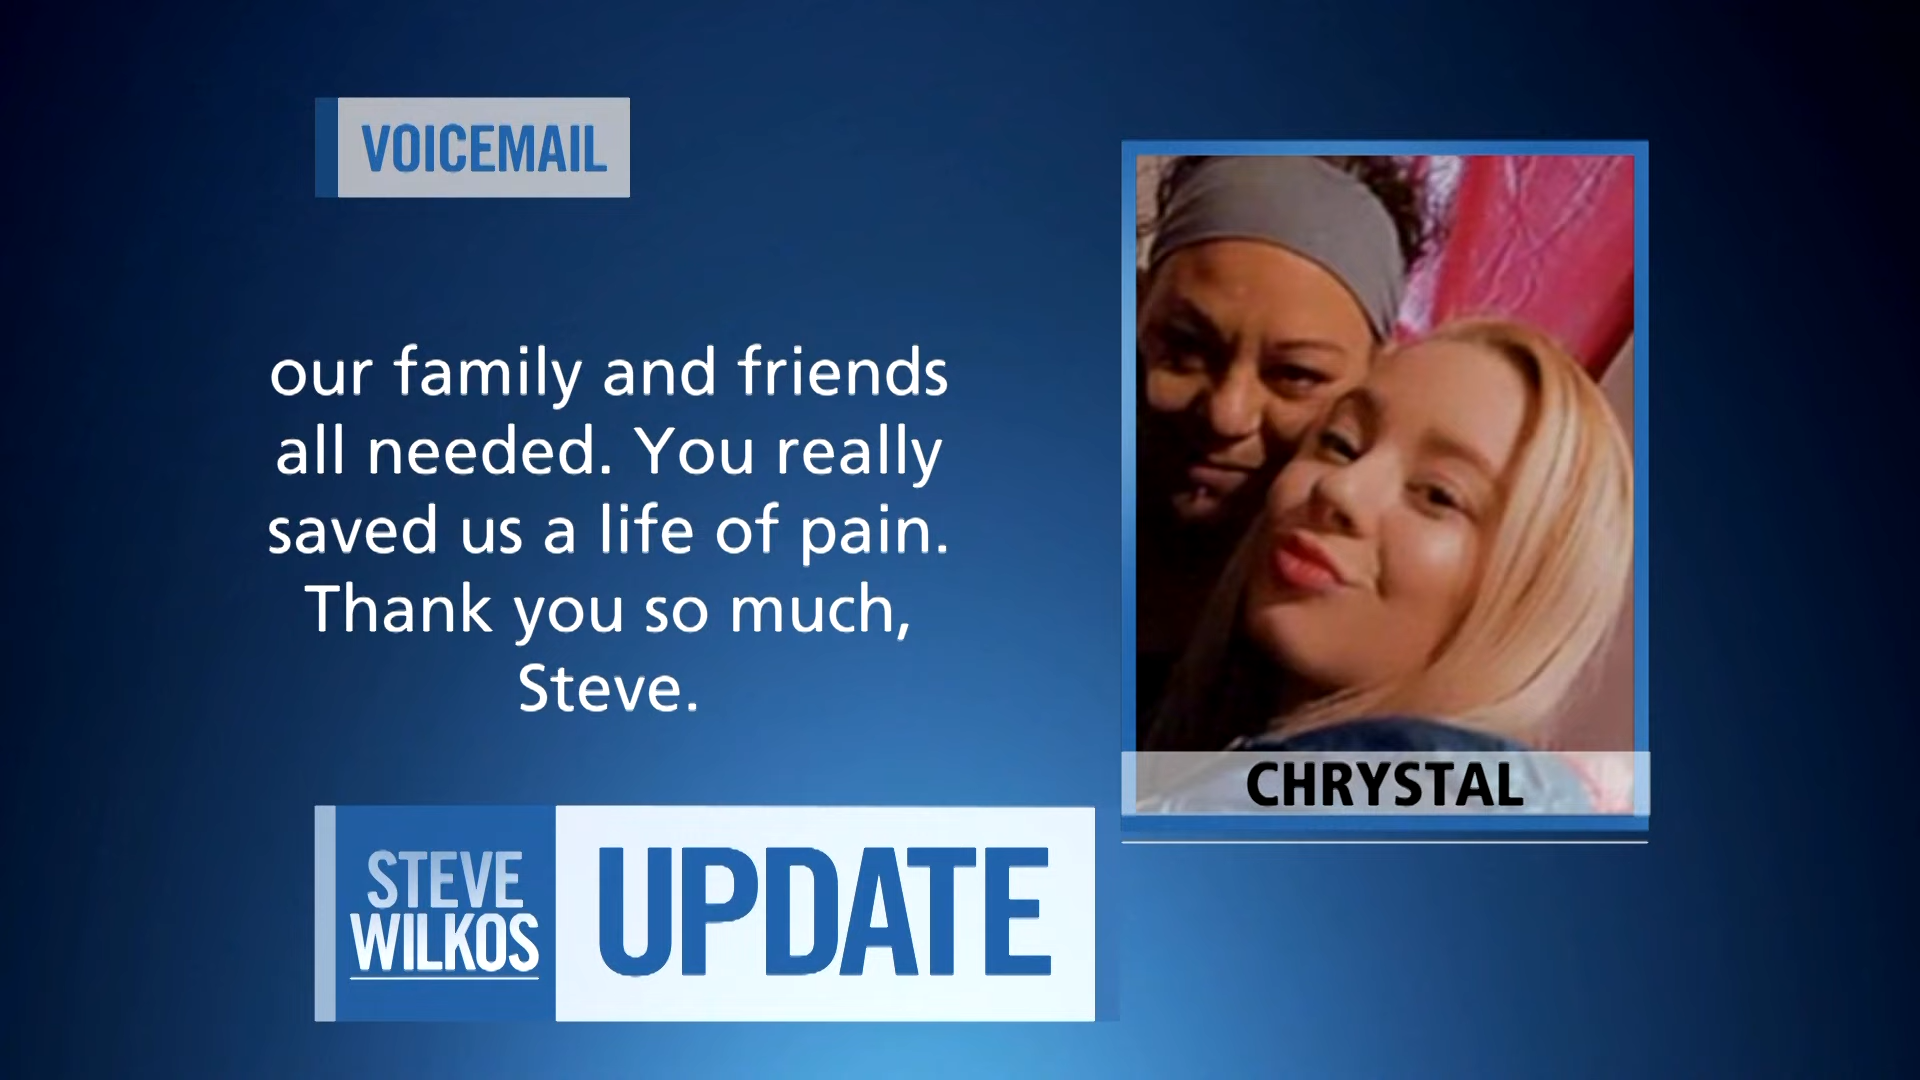 VOICEMAIL
our family and friends
all needed. You really
saved us a life of pain.
Thank you so much,
Steve.
CHRYSTAL
STEVE
WILKOS
UPDATE